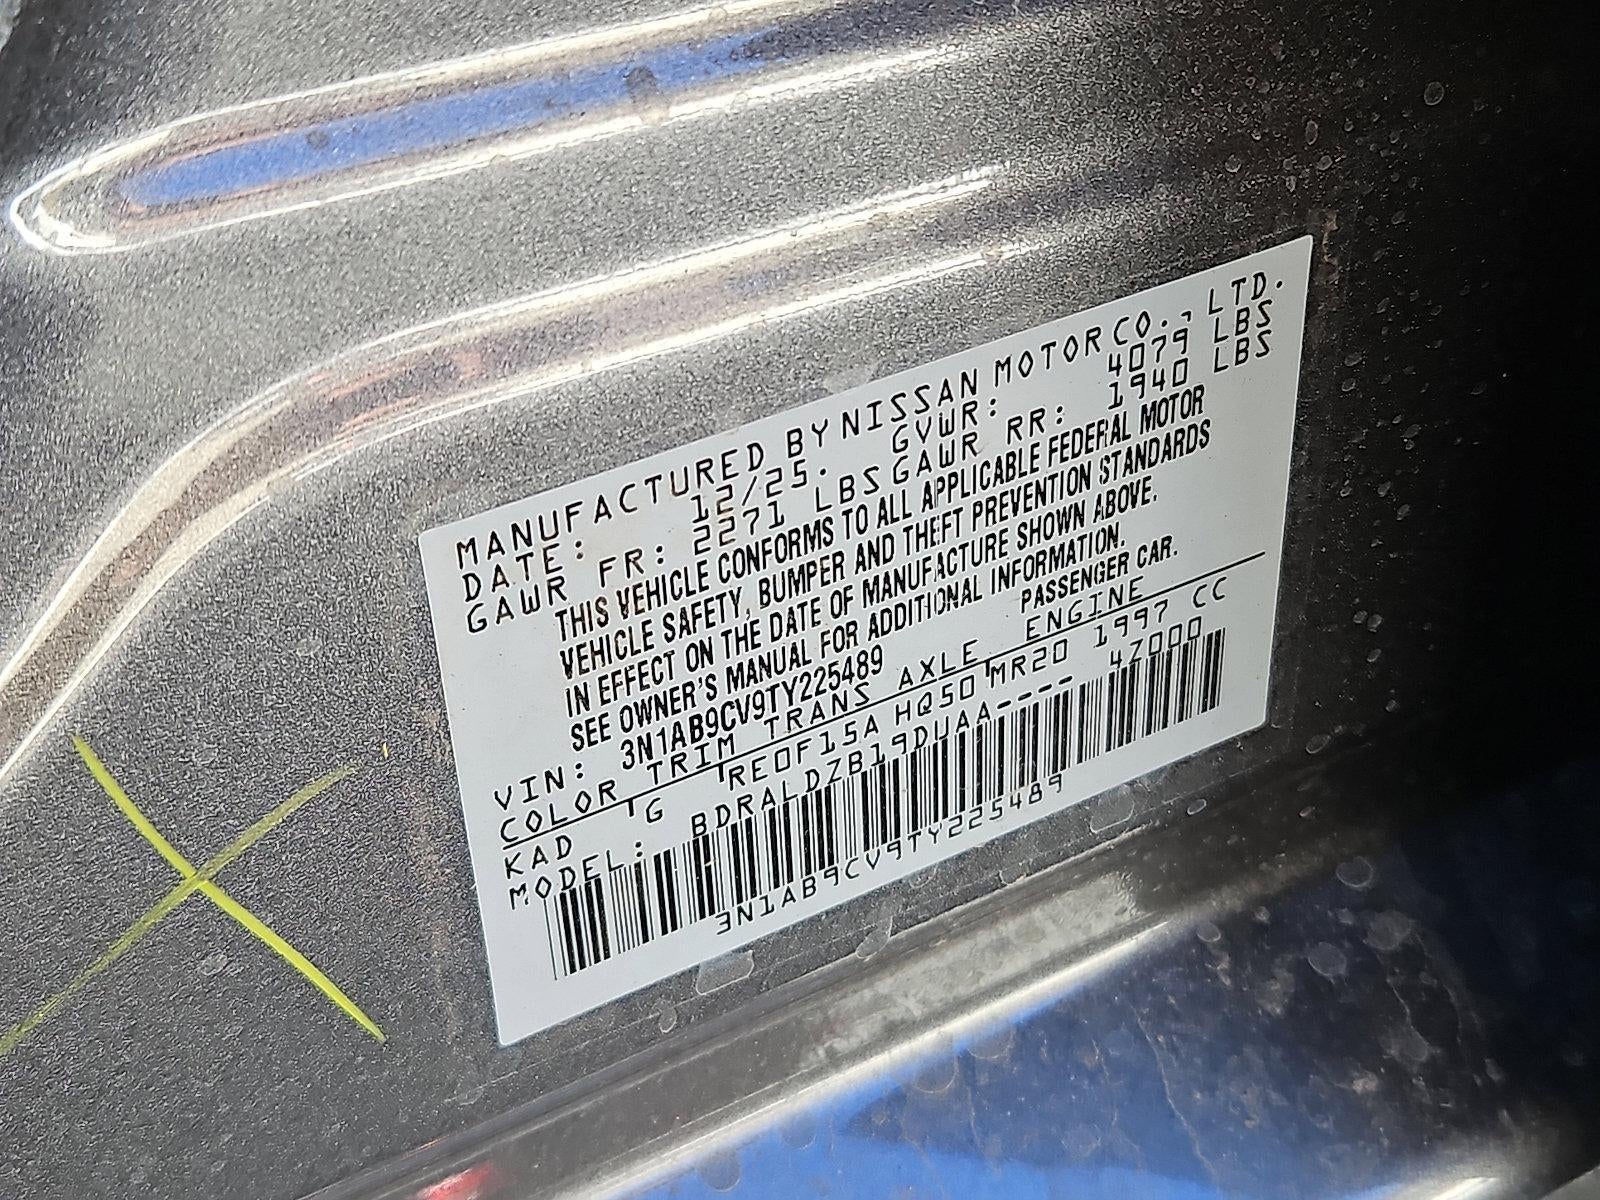 MANUFACTURED BY NISSAN MOTOR CO., LTD.
DATE: 12/25. GVWR: 4079 LBS
GAWR FR: 2271 LBS GAWR RR: 1940 LBS
THIS VEHICLE CONFORMS TO ALL APPLICABLE FEDERAL MOTOR
VEHICLE SAFETY, BUMPER AND THEFT PREVENTION STANDARDS
IN EFFECT ON THE DATE OF MANUFACTURE SHOWN ABOVE.
SEE OWNER'S MANUAL FOR ADDITIONAL INFORMATION.
VIN: 3N1AB9CV9TY225489 PASSENGER CAR.
COLOR TRIM TRANS AXLE ENGINE
KAD G RE0F15A HQ50 MR20 1997 CC
MODEL: BDRALDZB19DUAA---- 4Z000
3N1AB9CV9TY225489